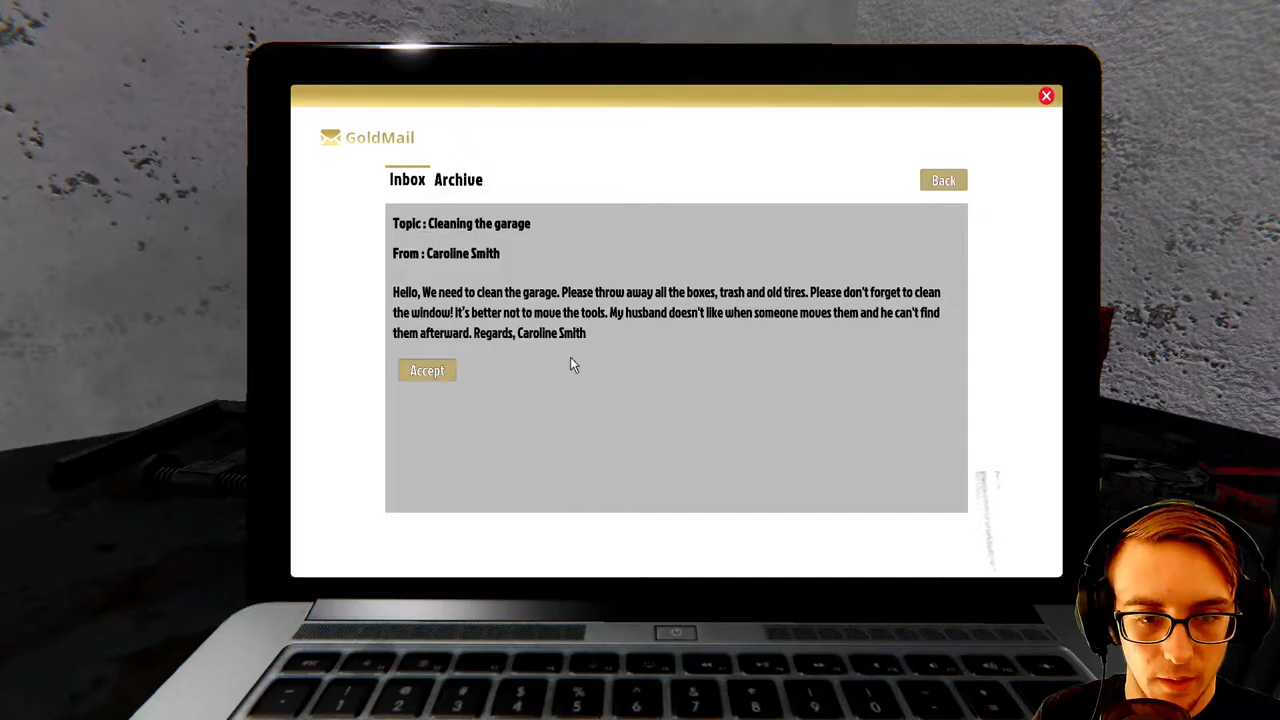 GoldMail
Inbox Archive
Back
Topic : Cleaning the garage
From : Caroline Smith
Hello, We need to clean the garage. Please throw away all the boxes, trash and old tires. Please don't forget to clean
the window! It's better not to move the tools. My husband doesn't like when someone moves them and he can't find
them afterward. Regards, Caroline Smith
Accept